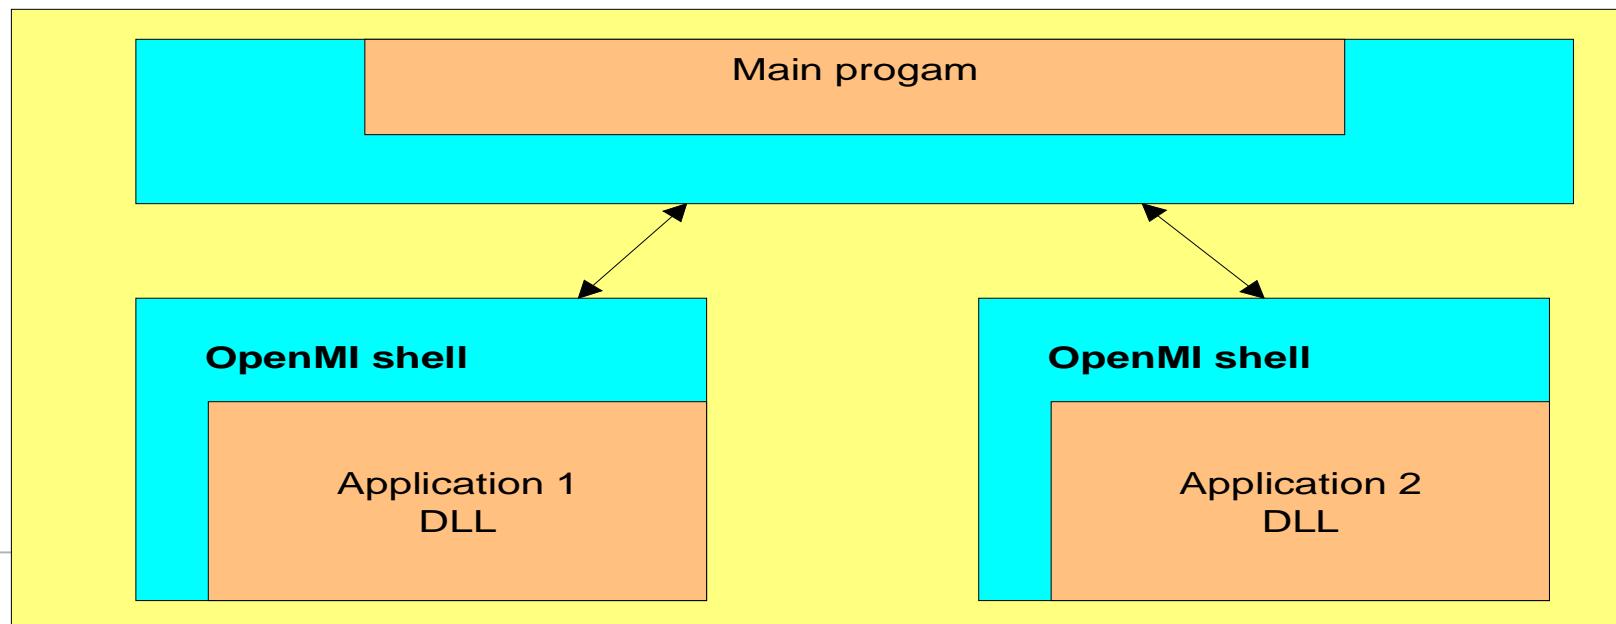 Main progam
OpenMI shell
OpenMI shell
Application 1
DLL
Application 2
DLL